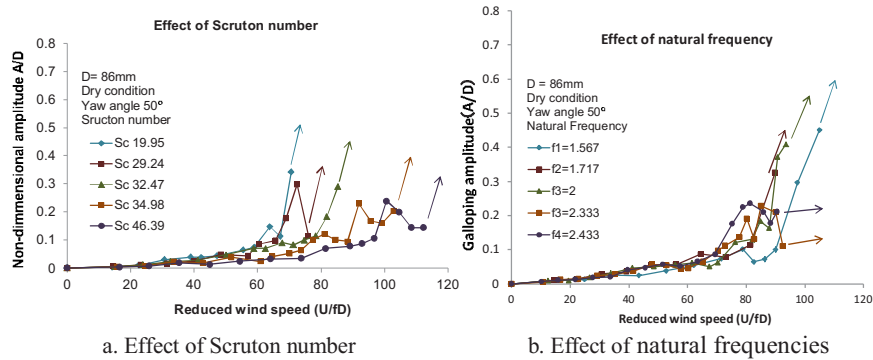 Effect of Scruton number
Non-dimmensional amplitude A/D
0.8
0.7
0.6
0.5
0.4
0.3
0.2
0.1
0
D= 86mm
Dry condition
Yaw angle 50°
Sructon number
Sc 19.95
Sc 29.24
Sc 32.47
Sc 34.98
Sc 46.39
0 20 40 60 80 100 120
Reduced wind speed (U/fD)
a. Effect of Scruton number
Effect of natural frequency
Galloping amplitude(A/D)
0.8
0.7
0.6
0.5
0.4
0.3
0.2
0.1
0
D = 86mm
Dry condition
Yaw angle 50°
Natural Frequency
f1=1.567
f2=1.717
f3=2
f3=2.333
f4=2.433
0 20 40 60 80 100 120
Reduced wind speed (U/fD)
b. Effect of natural frequencies